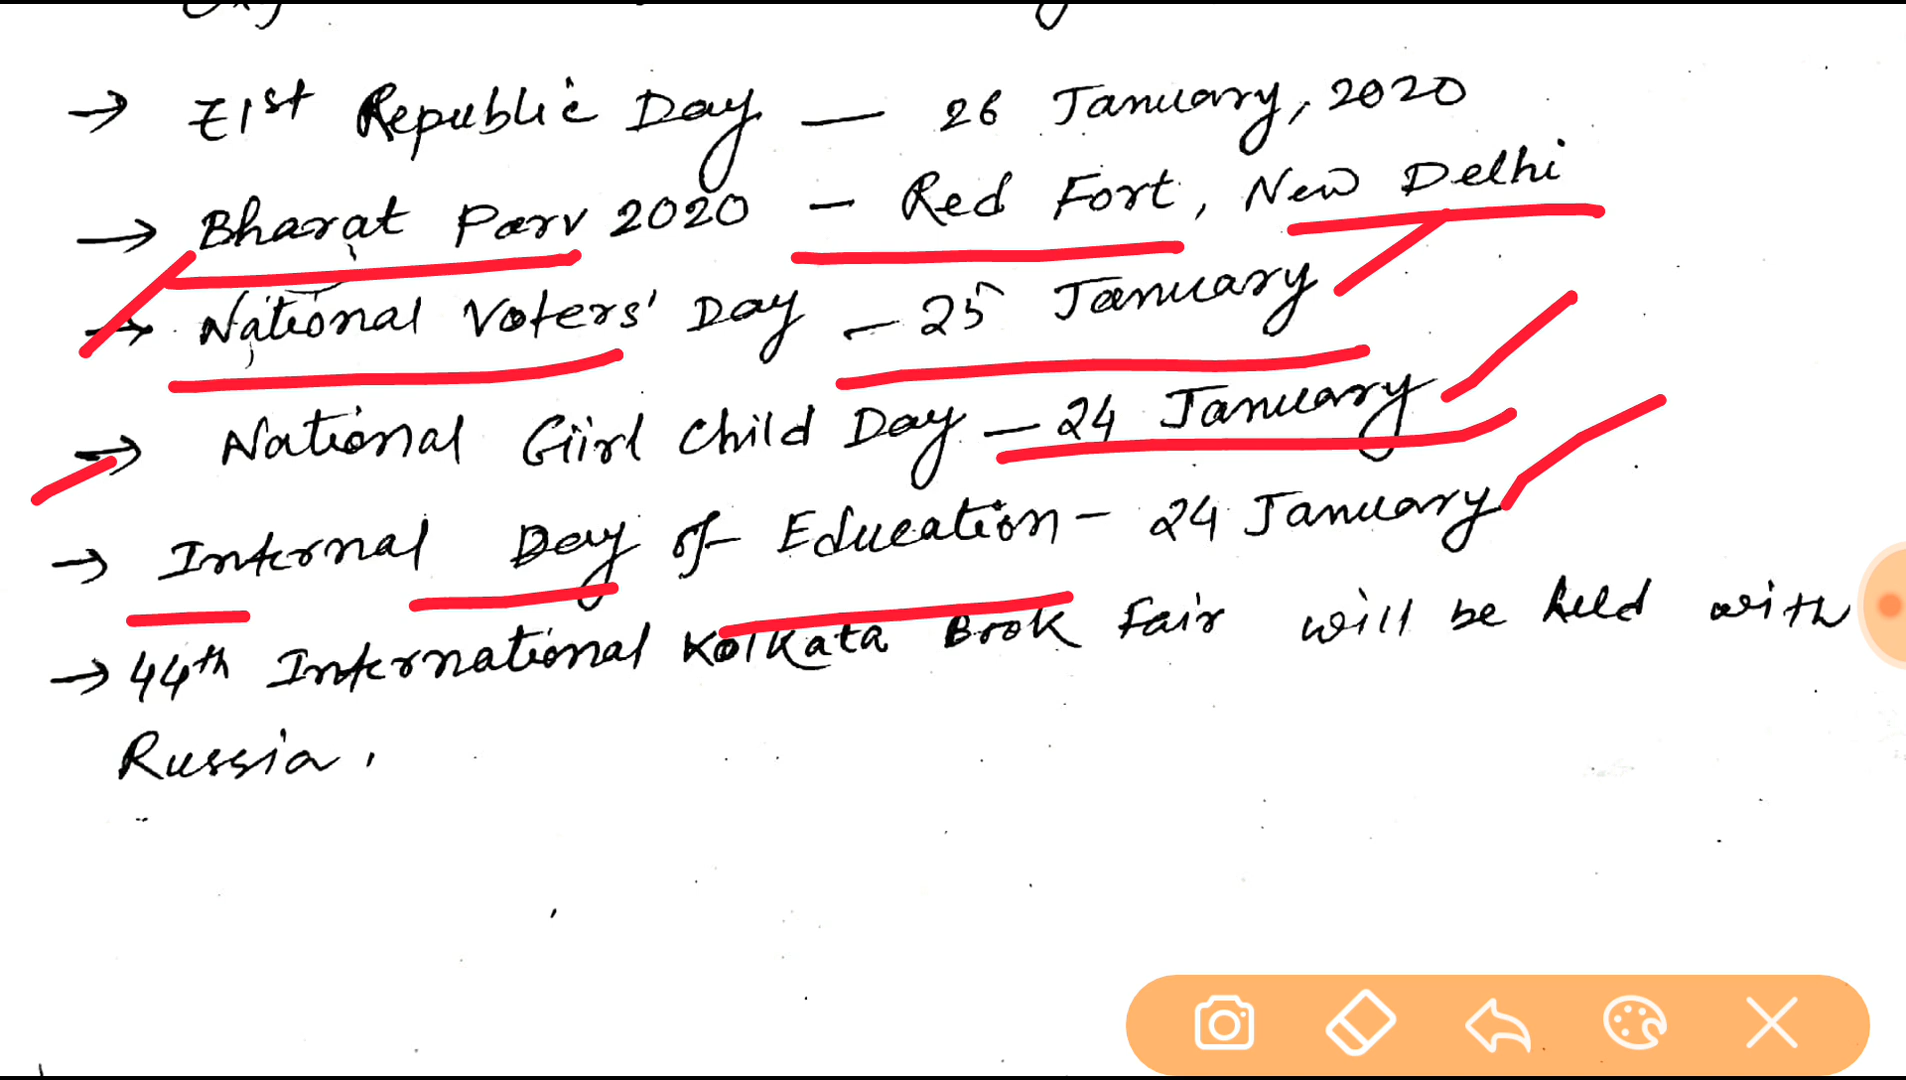 → 71st Republic Day — 26 January, 2020
→ Bharat Parv 2020 - Red Fort, New Delhi
→ National Voters' Day - 25 January
→ National Girl Child Day - 24 January
→ Internal Day of Education - 24 January
→ 44th International Kolkata Book Fair will be held with
Russia.